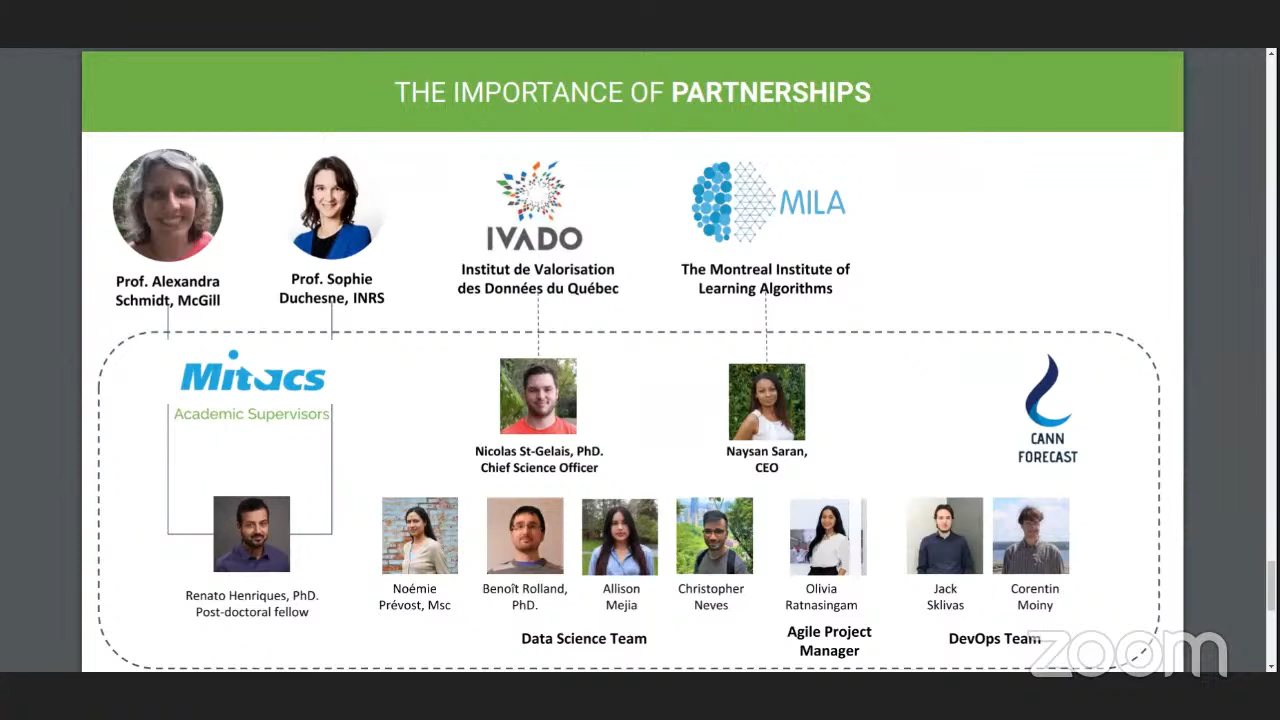 THE IMPORTANCE OF PARTNERSHIPS
Prof. Alexandra
Schmidt, McGill
Prof. Sophie
Duchesne, INRS
IVADO
Institut de Valorisation
des Données du Québec
MILA
The Montreal Institute of
Learning Algorithms
Mitacs
Academic Supervisors
Nicolas St-Gelais, PhD.
Chief Science Officer
Naysan Saran,
CEO
CANN
FORECAST
Renato Henriques, PhD.
Post-doctoral fellow
Noémie
Prévost, Msc
Benoît Rolland,
PhD.
Allison
Mejia
Christopher
Neves
Olivia
Ratnasingam
Jack
Sklivas
Corentin
Moiny
Data Science Team
Agile Project
Manager
DevOps Team
zoom